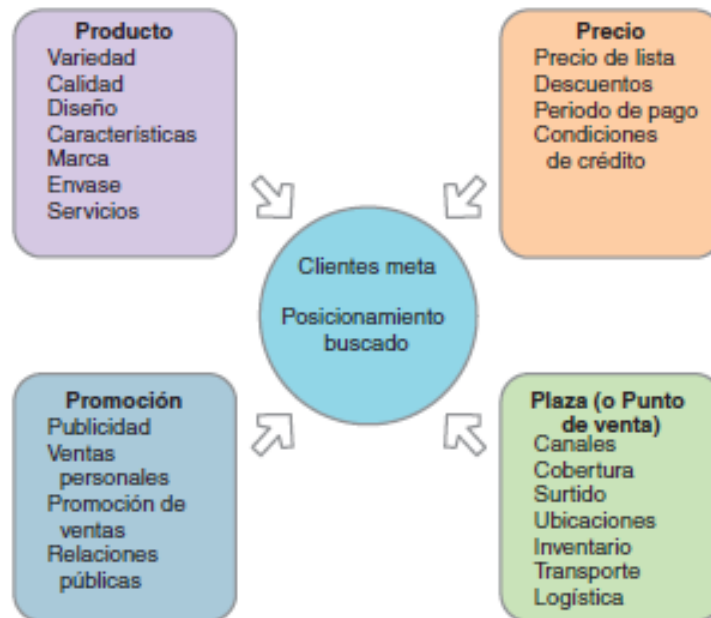 Producto
Variedad
Calidad
Diseño
Características
Marca
Envase
Servicios
Precio
Precio de lista
Descuentos
Periodo de pago
Condiciones
de crédito
Clientes meta
Posicionamiento
buscado
Promoción
Publicidad
Ventas
personales
Promoción de
ventas
Relaciones
públicas
Plaza (o Punto
de venta)
Canales
Cobertura
Surtido
Ubicaciones
Inventario
Transporte
Logística